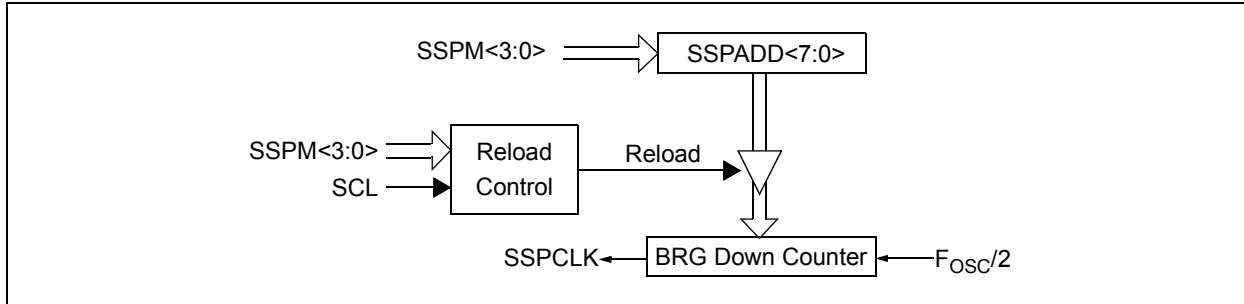 SSPM<3:0>
SSPADD<7:0>
SSPM<3:0>
SCL
Reload
Control
Reload
SSPCLK
BRG Down Counter
FOSC/2